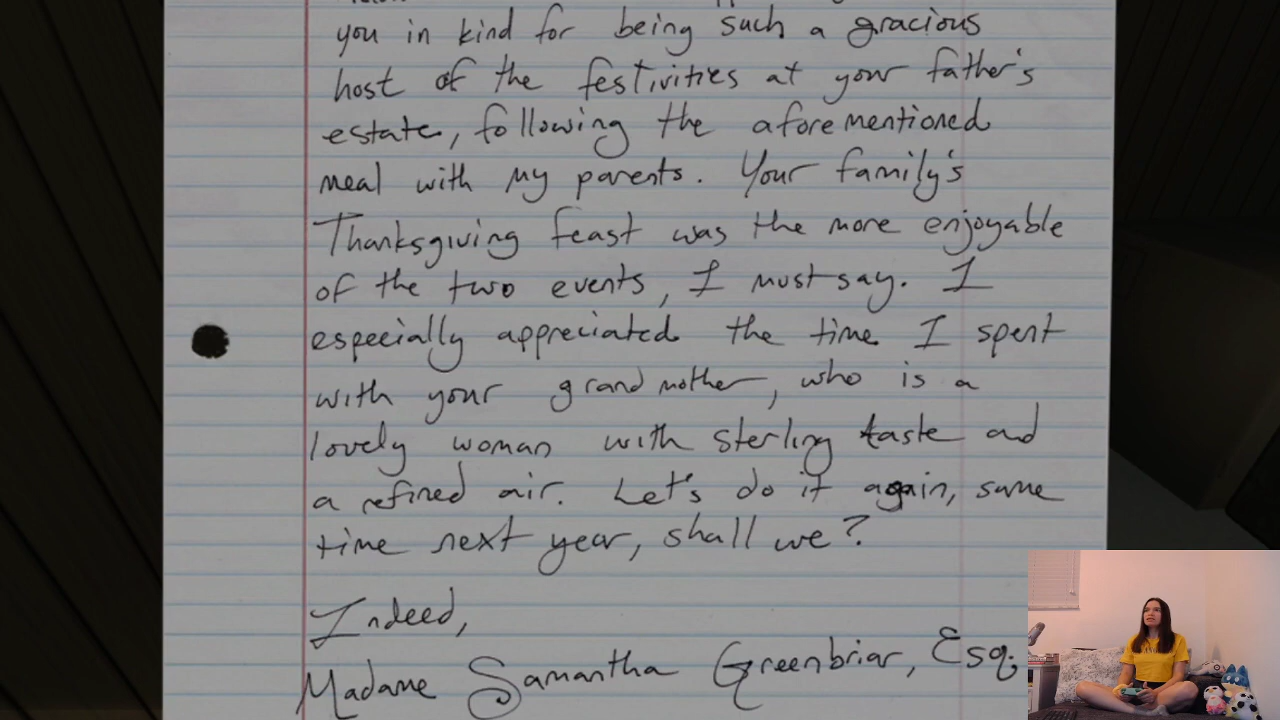 you in kind for being such a gracious
host of the festivities at your father's
estate, following the aforementioned
meal with my parents. Your family's
Thanksgiving feast was the more enjoyable
of the two events, I must say. I
especially appreciated the time I spent
with your grandmother, who is a
lovely woman with sterling taste and
a refined air. Let's do it again, same
time next year, shall we?
Indeed,
Madame Samantha Greenbriar, Esq.